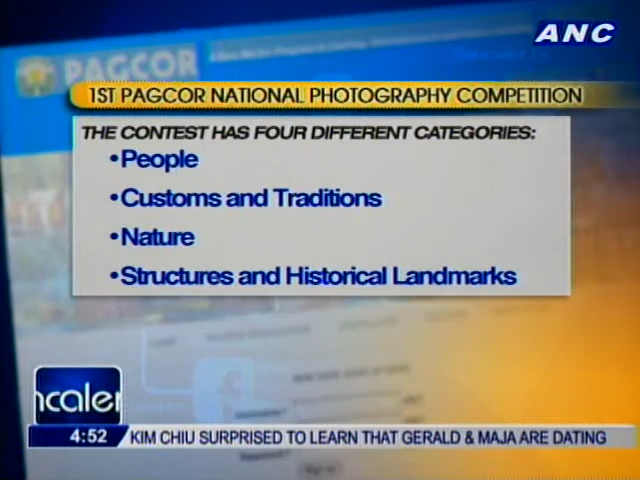 ANC
PAGCOR
1ST PAGCOR NATIONAL PHOTOGRAPHY COMPETITION
THE CONTEST HAS FOUR DIFFERENT CATEGORIES:
•People
•Customs and Traditions
•Nature
•Structures and Historical Landmarks
ncaler
4:52 KIM CHIU SURPRISED TO LEARN THAT GERALD & MAJA ARE DATING